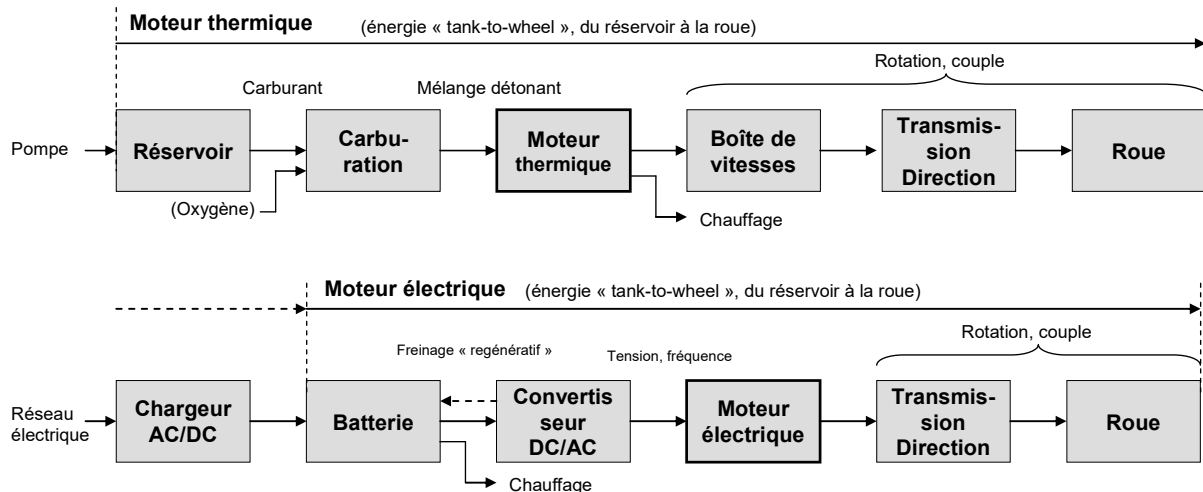 Moteur thermique (énergie « tank-to-wheel », du réservoir à la roue)
Rotation, couple
Carburant
Mélange détonant
Pompe
Réservoir
Carbu-
ration
Moteur
thermique
Boîte de
vitesses
Transmis-
sion
Direction
Roue
(Oxygène)
Chauffage
Moteur électrique (énergie « tank-to-wheel », du réservoir à la roue)
Rotation, couple
Freinage « regénératif »
Tension, fréquence
Réseau
électrique
Chargeur
AC/DC
Batterie
Convertis
seur
DC/AC
Moteur
électrique
Transmis-
sion
Direction
Roue
Chauffage